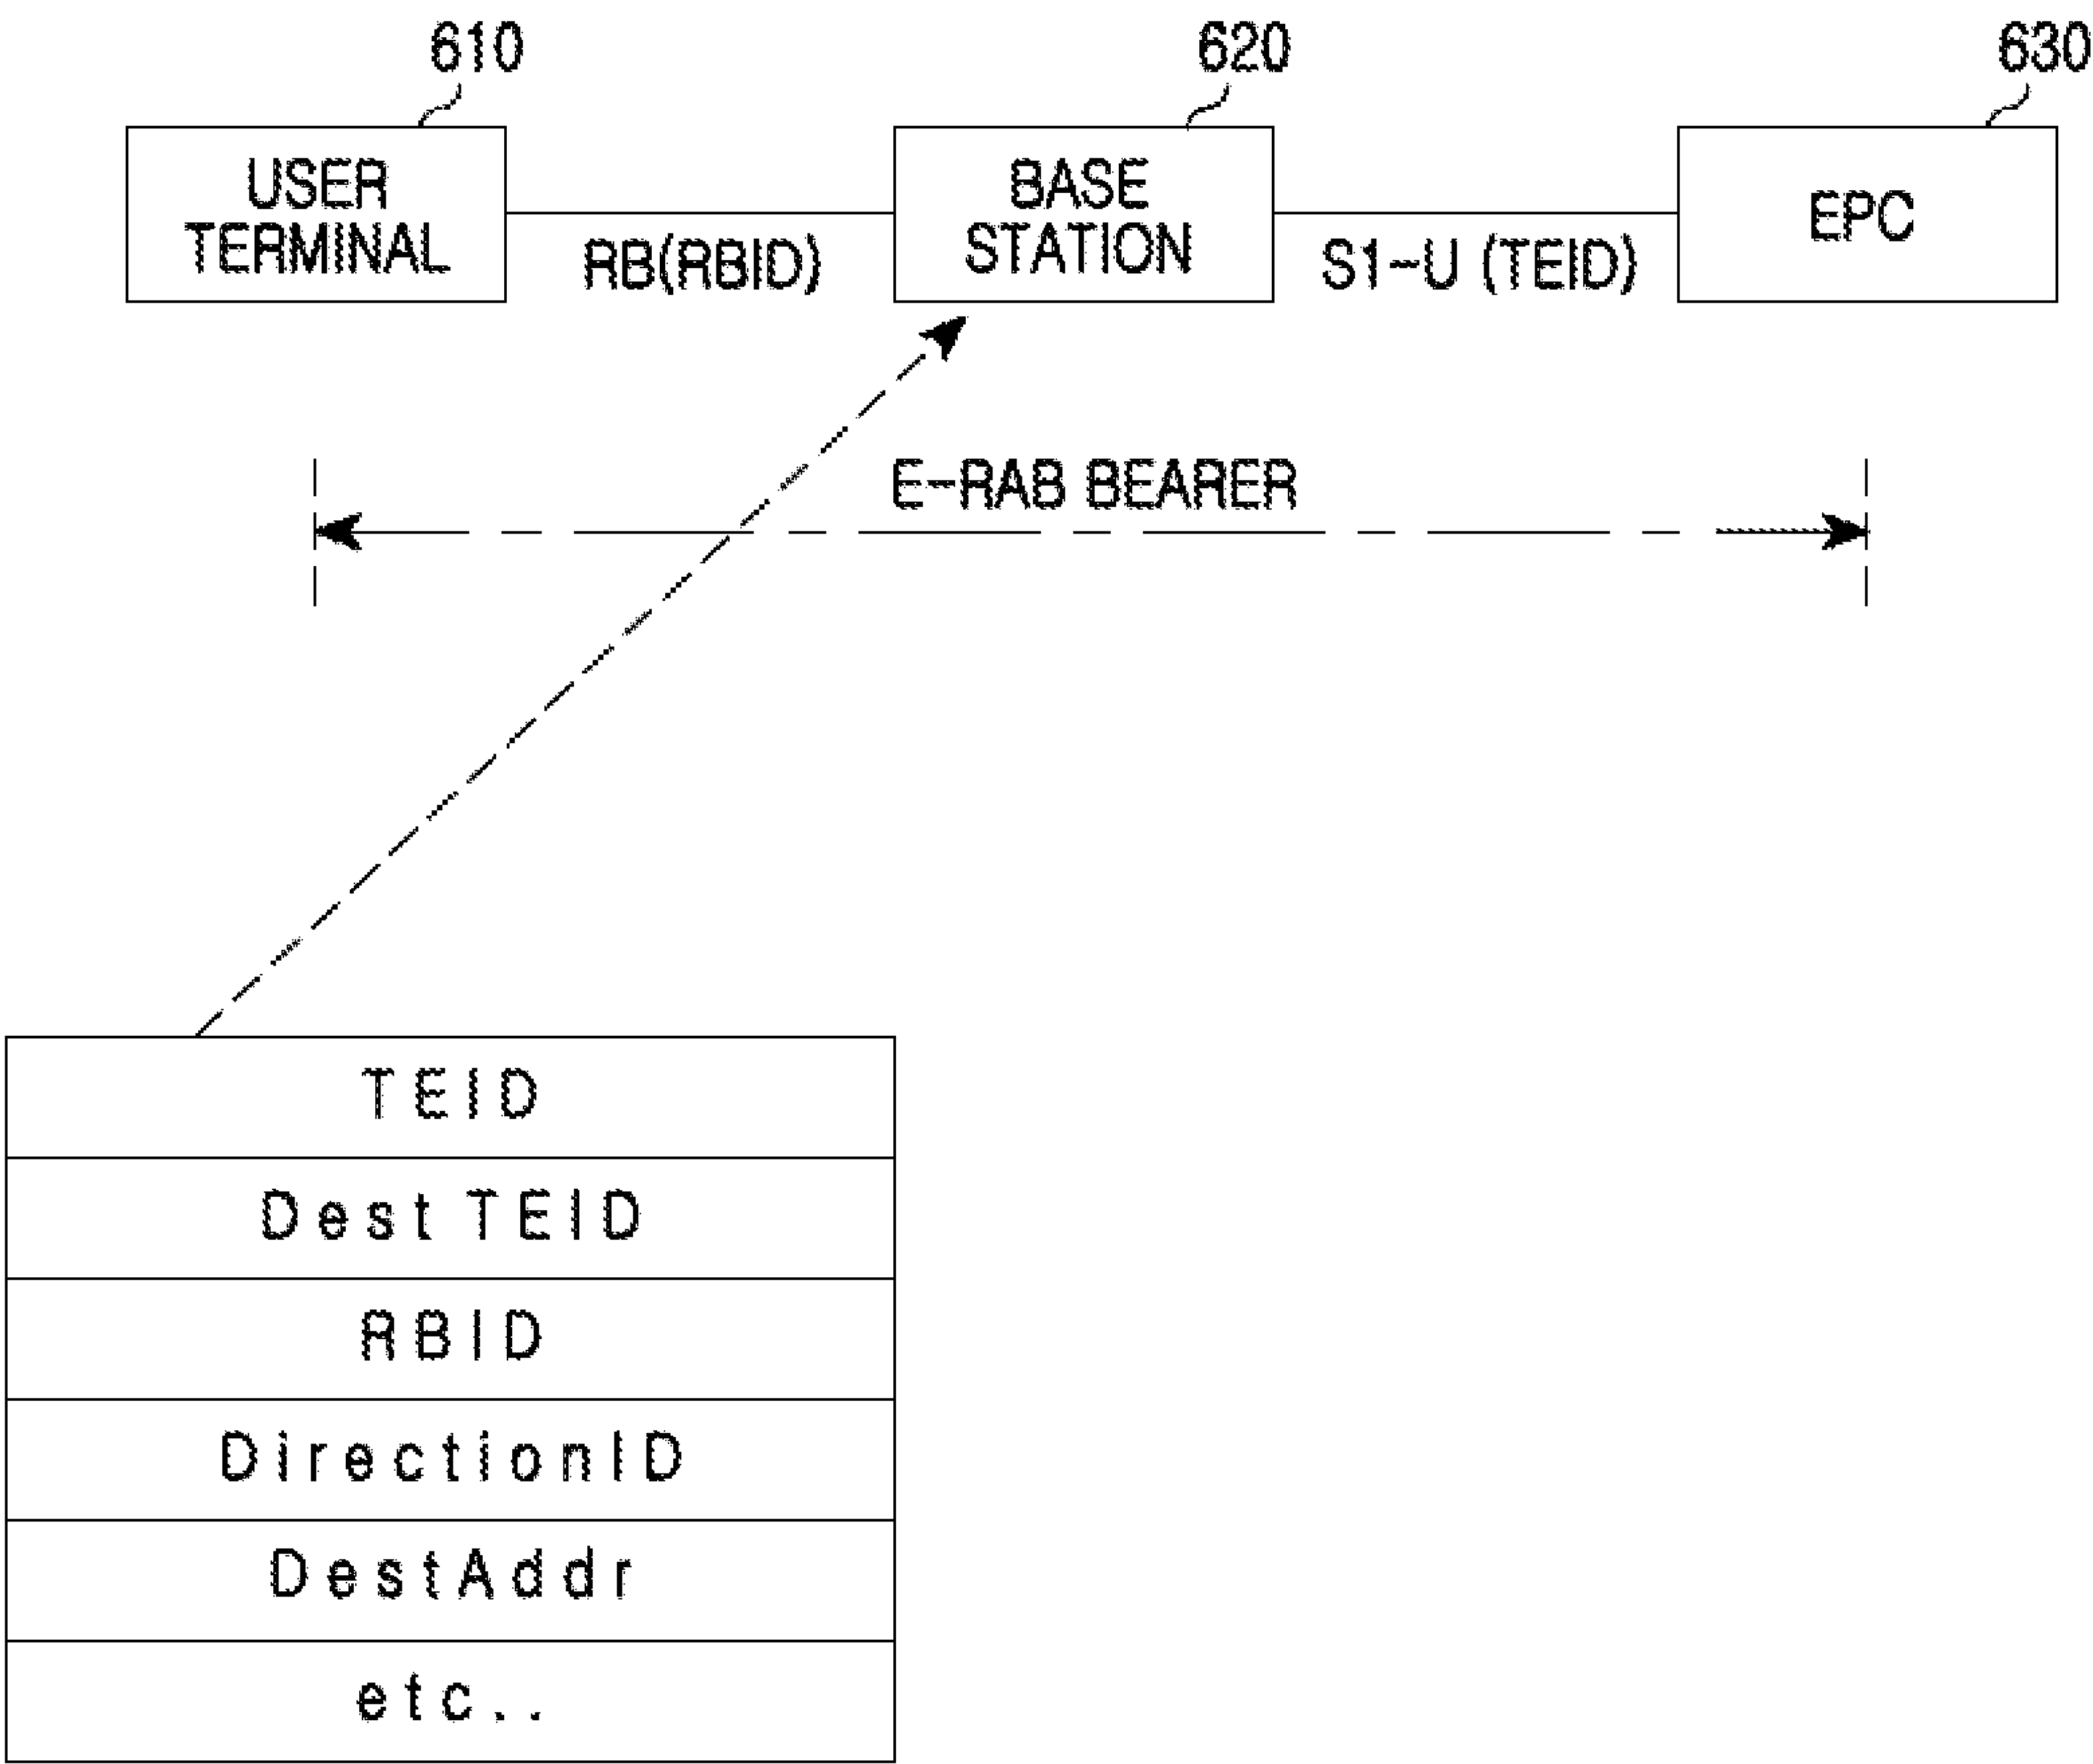 610
620
630
USER
TERMINAL
RB(RBID)
BASE
STATION
S1-U (TEID)
EPC
E-RAB BEARER
TEID
Dest TEID
RBID
DirectionID
DestAddr
etc..